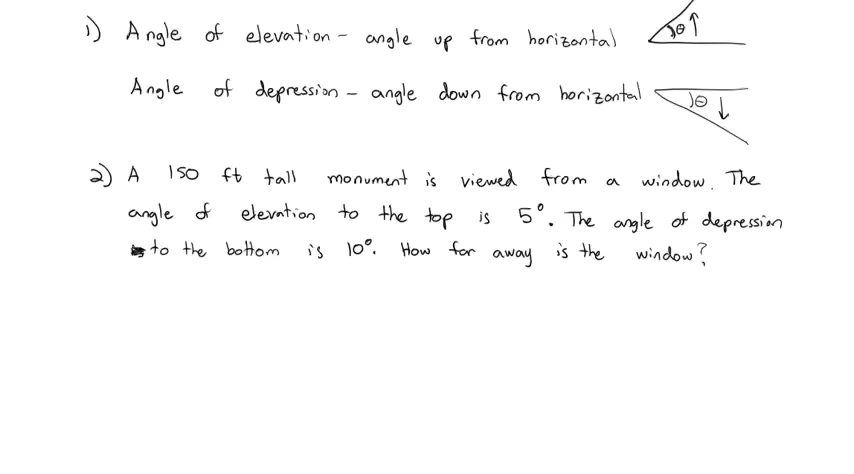 1) Angle of elevation - angle up from horizontal θ
Angle of depression - angle down from horizontal θ
2) A 150 ft tall monument is viewed from a window. The
angle of elevation to the top is 5°. The angle of depression
to the bottom is 10°. How far away is the window?